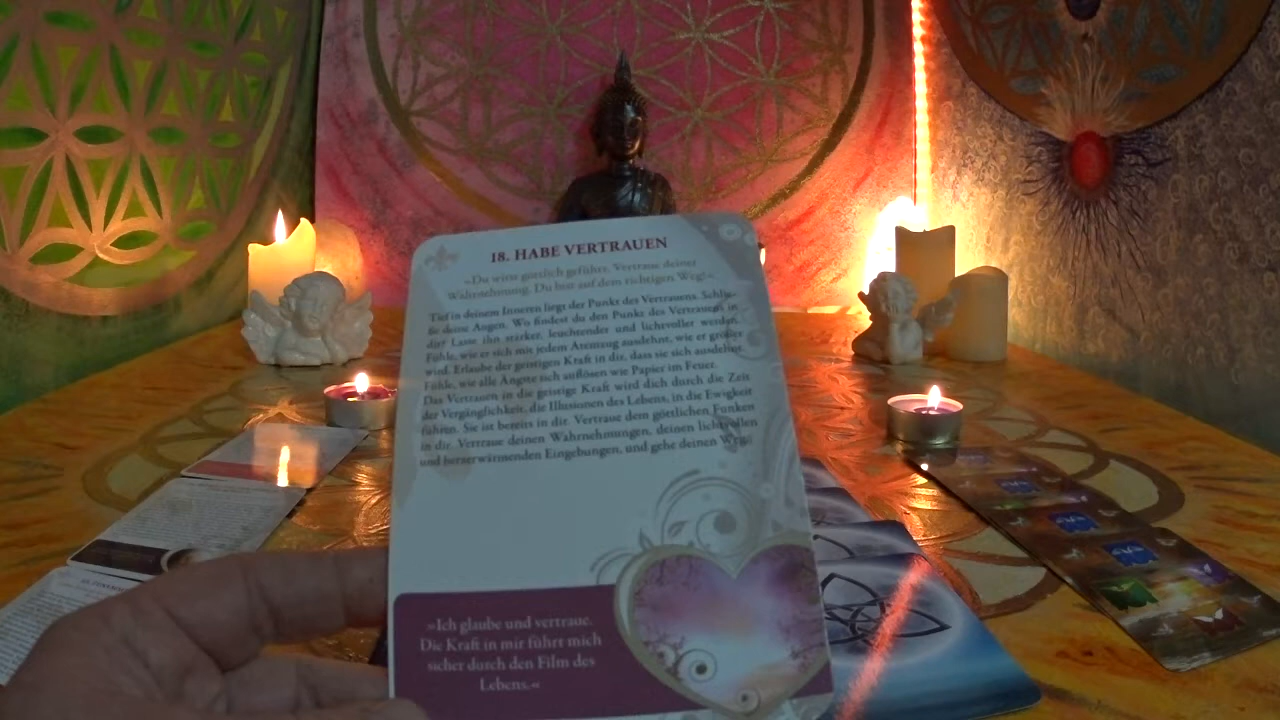 18. HABE VERTRAUEN
»Du wirst göttlich geführt. Vertraue deiner
Wahrnehmung. Du bist auf dem richtigen Weg!«
Tief in deinem Inneren liegt der Punkt des Vertrauens. Schlie-
ße deine Augen. Wo findest du den Punkt des Vertrauens in
dir? Lasse ihn stärker, leuchtender und lichtvoller werden.
Fühle, wie er sich mit jedem Atemzug ausdehnt, wie er größer
wird. Erlaube der geistigen Kraft in dir, dass sie sich ausdehnt.
Fühle, wie alle Ängste sich auflösen wie Papier im Feuer.
Das Vertrauen in die geistige Kraft wird dich durch die Zeit
der Vergänglichkeit, die Illusionen des Lebens, in die Ewigkeit
führen. Sie ist bereits in dir. Vertraue dem göttlichen Funken
in dir. Vertraue deinen Wahrnehmungen, deinen lichtvollen
und herzerwärmenden Eingebungen, und gehe deinen Weg.
»Ich glaube und vertraue.
Die Kraft in mir führt mich
sicher durch den Film des
Lebens.«